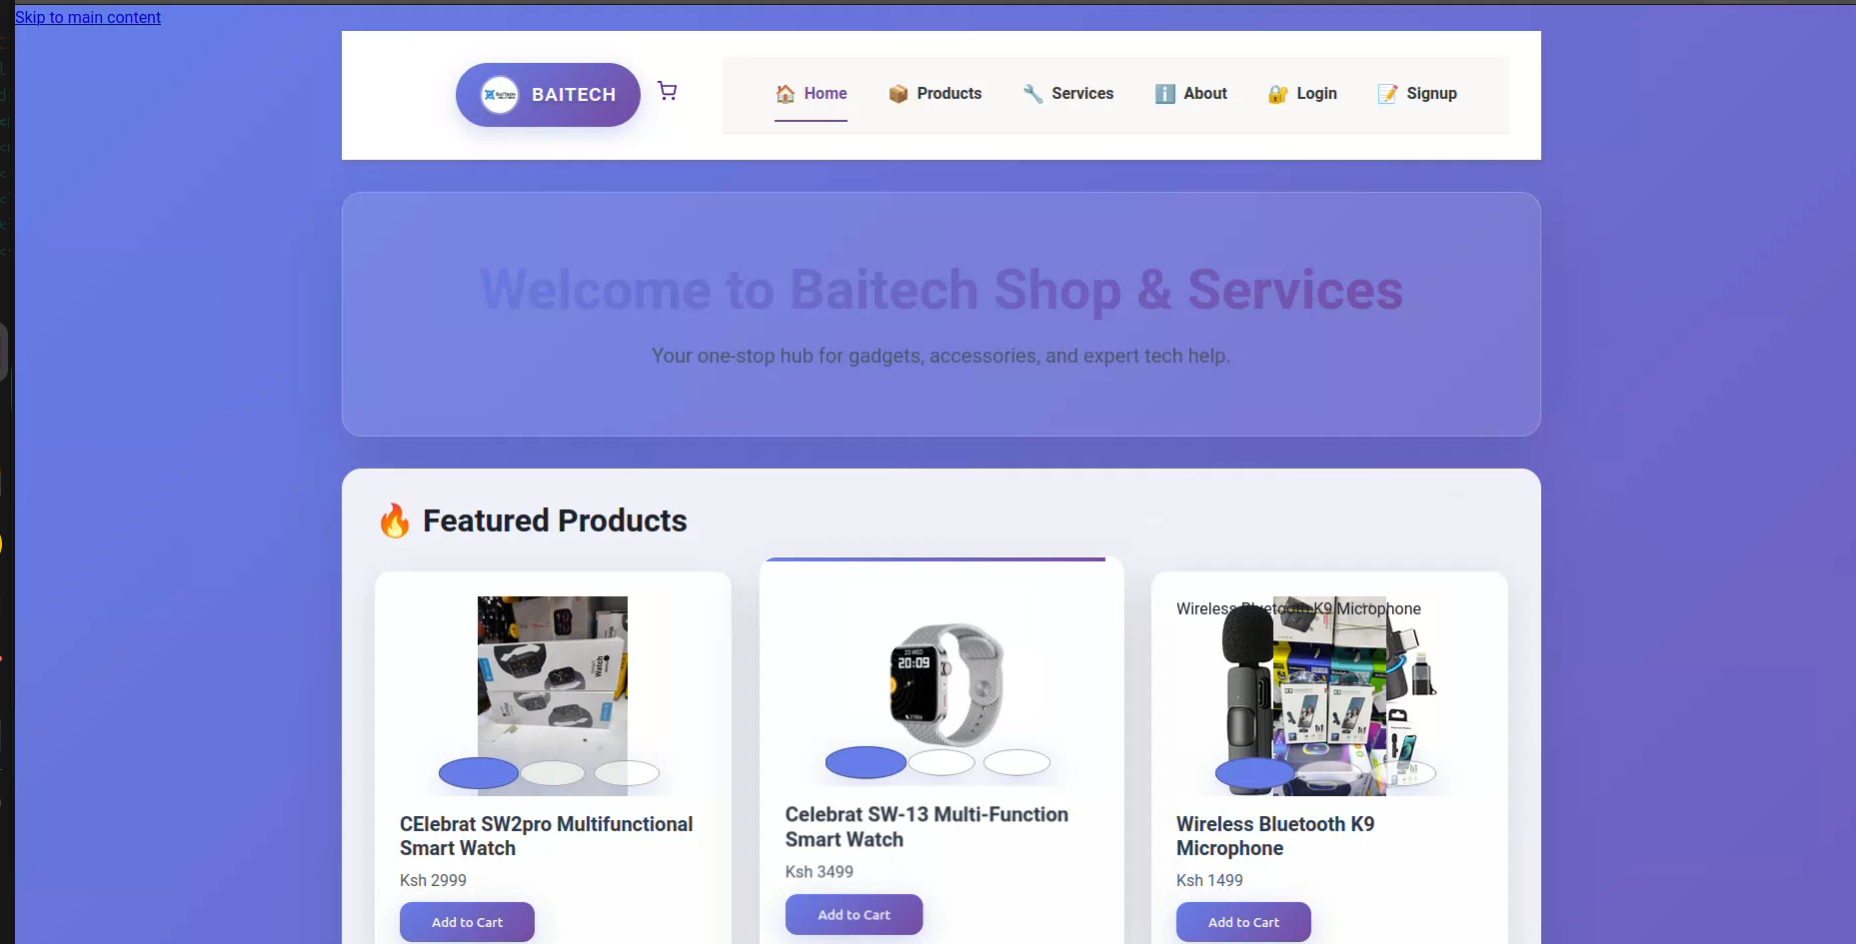 Skip to main content
BAITECH
🏠 Home
📦 Products
🔧 Services
ℹ️ About
🔐 Login
📝 Signup
Welcome to Baitech Shop & Services
Your one-stop hub for gadgets, accessories, and expert tech help.
🔥 Featured Products
Wireless Bluetooth K9 Microphone
20:09
CElebrat SW2pro Multifunctional
Smart Watch
Ksh 2999
Add to Cart
Celebrat SW-13 Multi-Function
Smart Watch
Ksh 3499
Add to Cart
Wireless Bluetooth K9
Microphone
Ksh 1499
Add to Cart